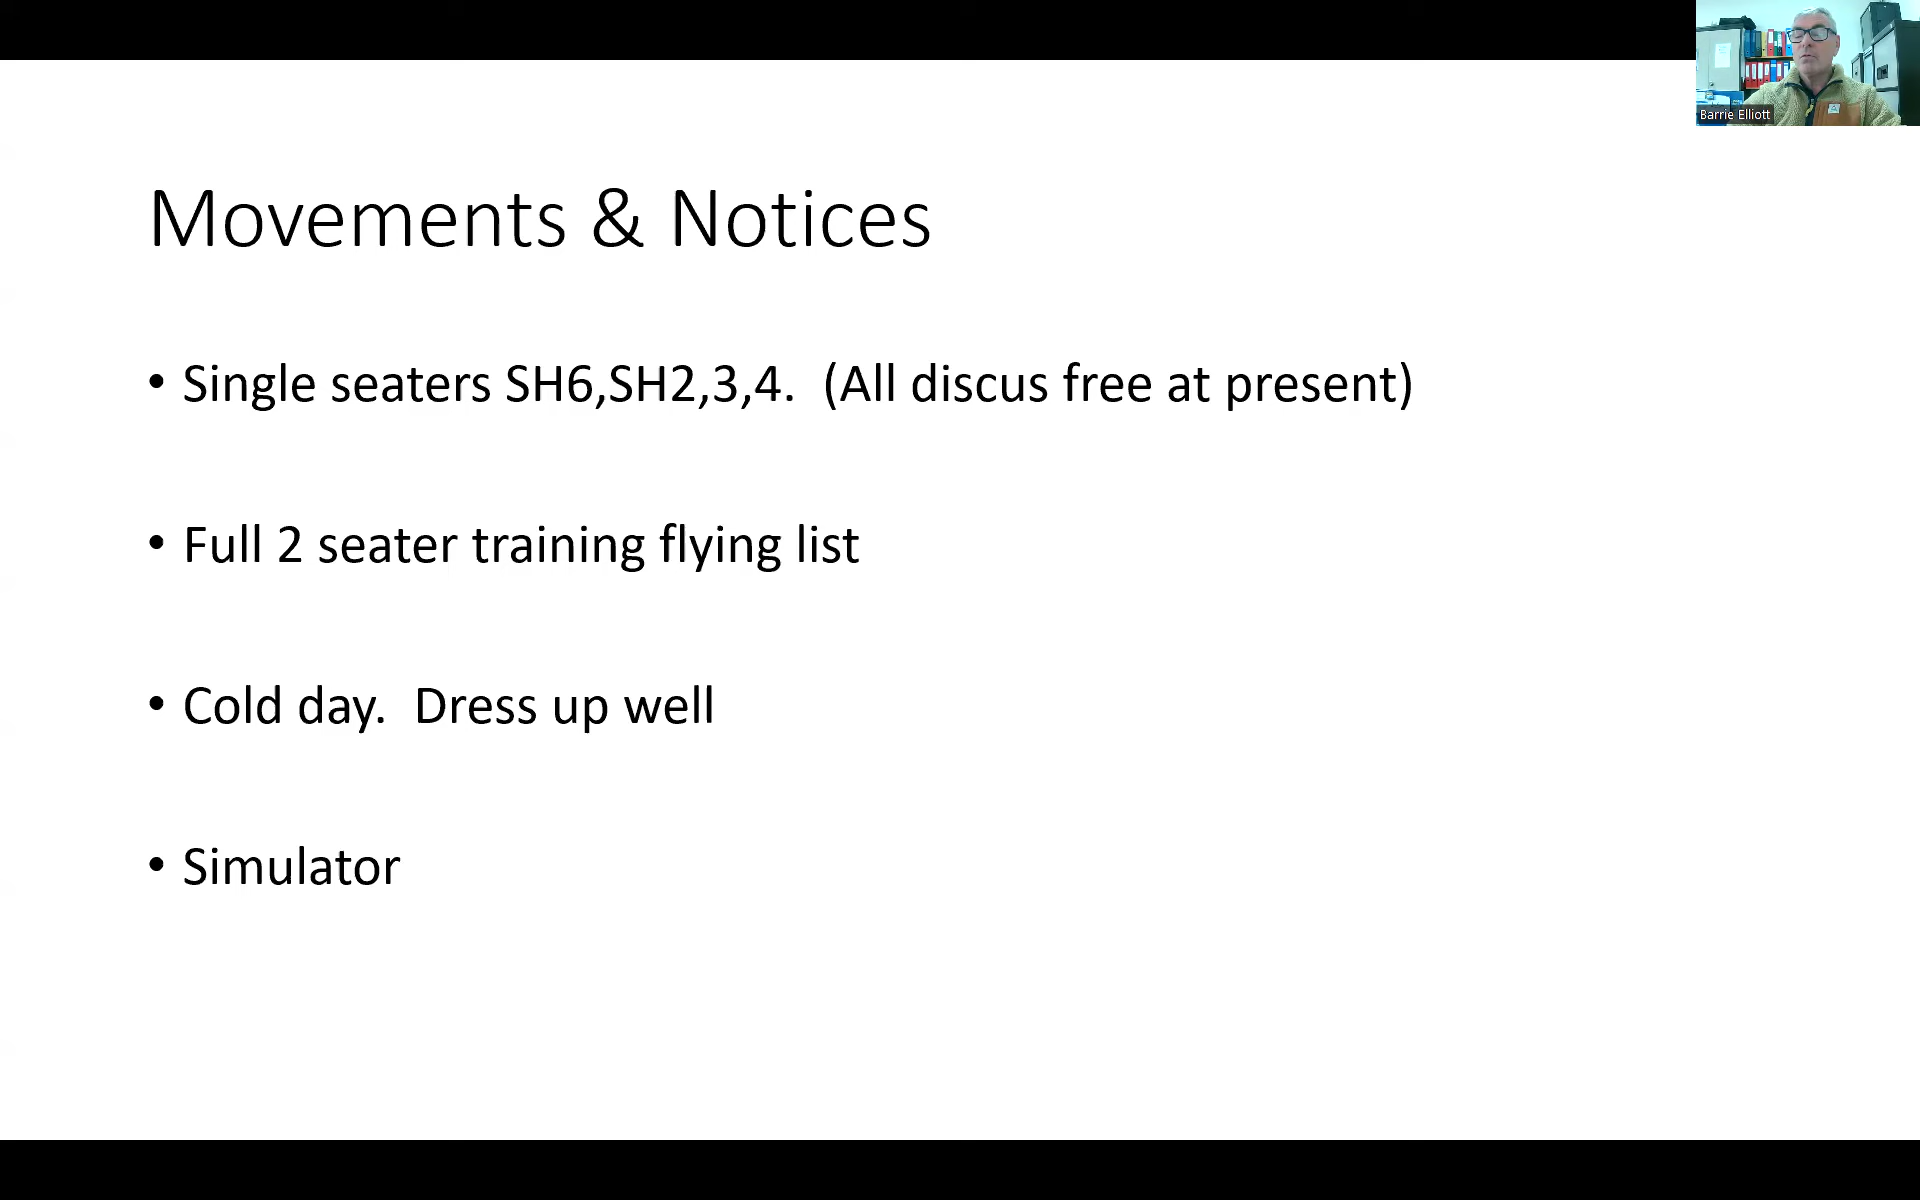 Barrie Elliott
Movements & Notices
• Single seaters SH6,SH2,3,4.  (All discus free at present)
• Full 2 seater training flying list
• Cold day.  Dress up well
• Simulator